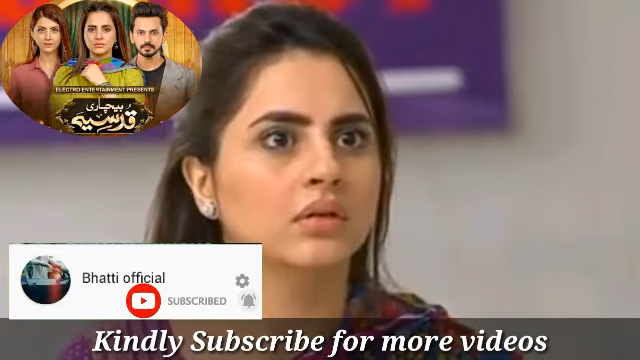 ELECTRO ENTERTAINMENT PRESENTS
بیچاری
قدسیہ
Bhatti official
SUBSCRIBED
Kindly Subscribe for more videos